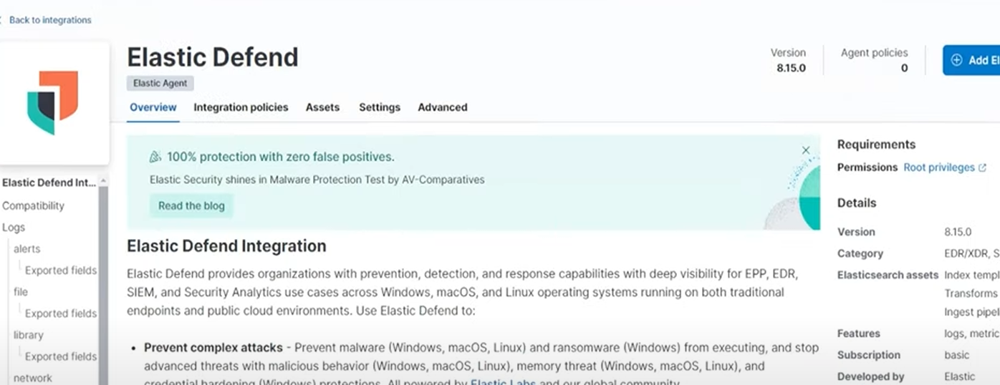 Back to integrations
Elastic Defend
Elastic Agent
Version
8.15.0
Agent policies
0
Add
Overview Integration policies Assets Settings Advanced
100% protection with zero false positives.
Elastic Security shines in Malware Protection Test by AV-Comparatives
Read the blog
Elastic Defend Int...
Compatibility
Logs
alerts
Exported fields
file
Exported fields
library
Exported fields
network
Elastic Defend Integration
Elastic Defend provides organizations with prevention, detection, and response capabilities with deep visibility for EPP, EDR,
SIEM, and Security Analytics use cases across Windows, macOS, and Linux operating systems running on both traditional
endpoints and public cloud environments. Use Elastic Defend to:
• Prevent complex attacks - Prevent malware (Windows, macOS, Linux) and ransomware (Windows) from executing, and stop
advanced threats with malicious behavior (Windows, macOS, Linux), memory threat (Windows, macOS, Linux), and
credential hardening (Windows) protections. All powered by Elastic Labs and our global community.
Requirements
Permissions Root privileges
Details
Version 8.15.0
Category EDR/XDR,
Elasticsearch assets Index
Transforms
Ingest
Features logs,
Subscription basic
Developed by Elastic